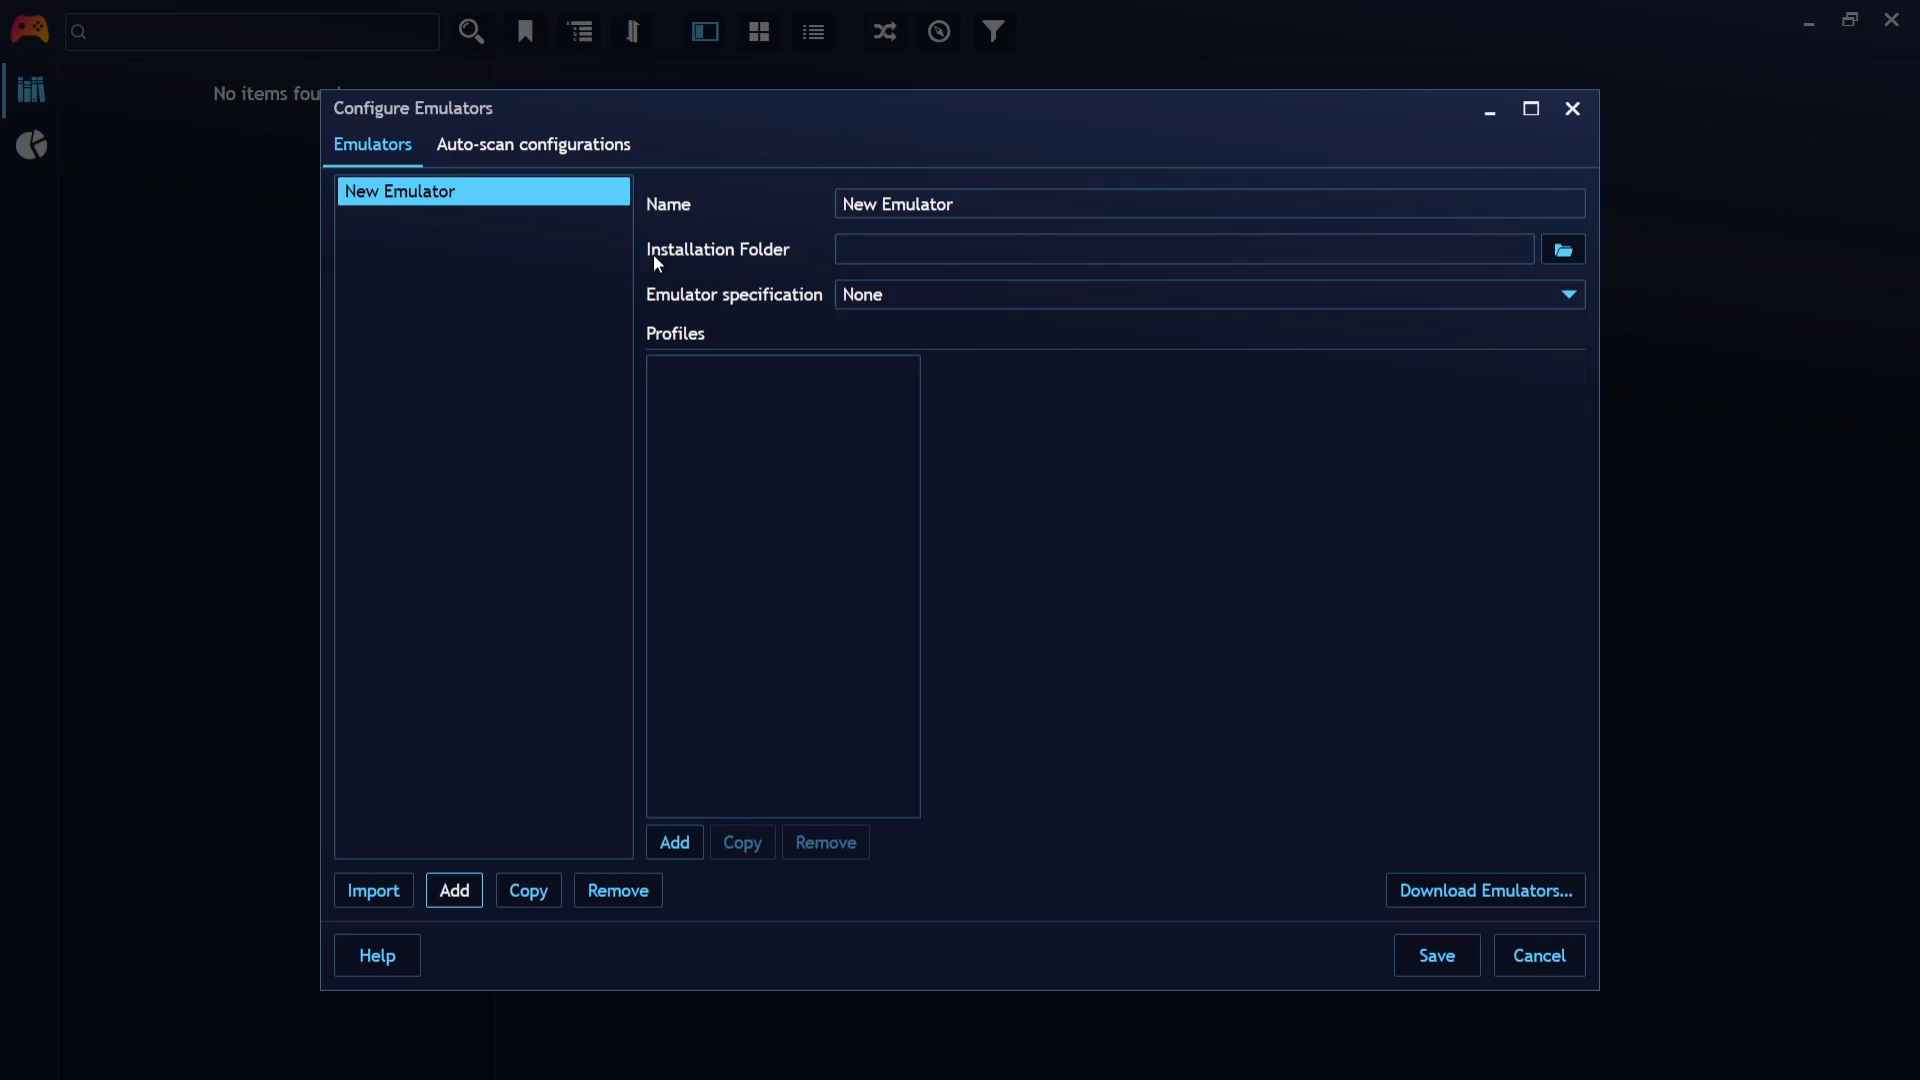 No items fou
Configure Emulators
Emulators Auto-scan configurations
New Emulator
Name New Emulator
Installation Folder
Emulator specification None
Profiles
Add Copy Remove
Import Add Copy Remove Download Emulators...
Help Save Cancel